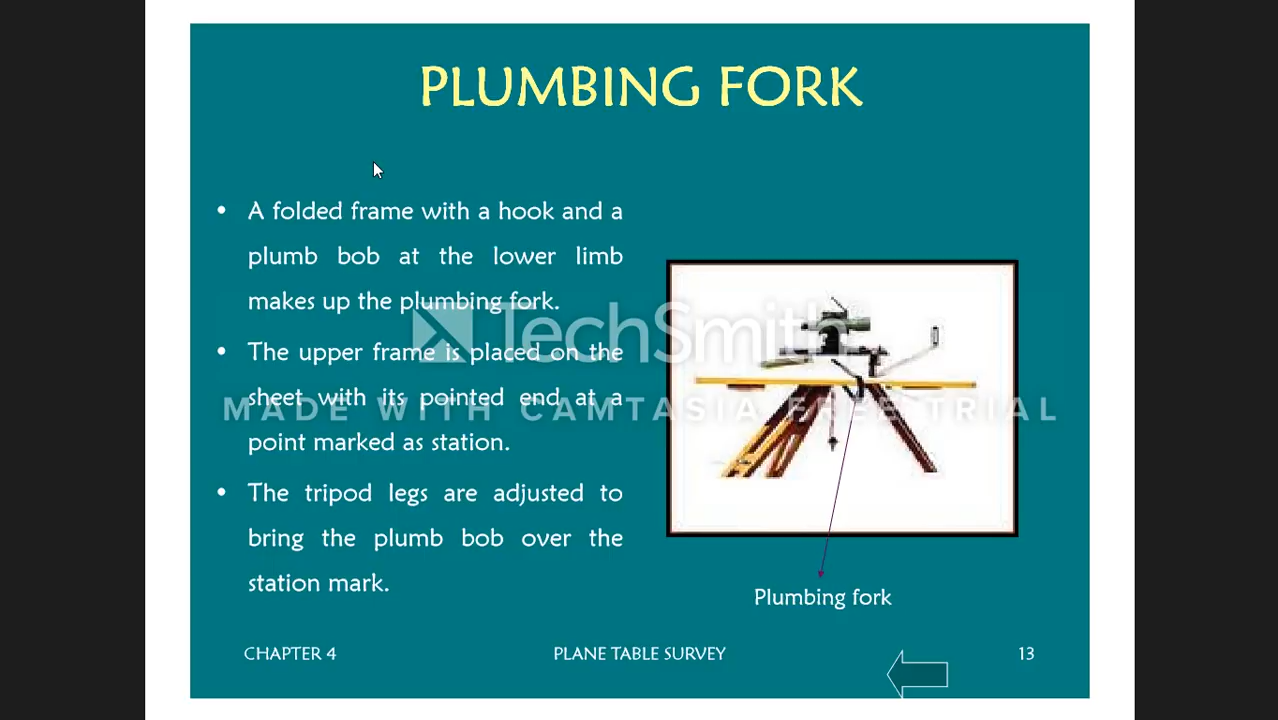 PLUMBING FORK
• A folded frame with a hook and a
plumb bob at the lower limb
makes up the plumbing fork.
• The upper frame is placed on the
sheet with its pointed end at a
point marked as station.
• The tripod legs are adjusted to
bring the plumb bob over the
station mark.
TechSmith
MADE WITH CAMTASIA FREE TRIAL
Plumbing fork
CHAPTER 4
PLANE TABLE SURVEY
13